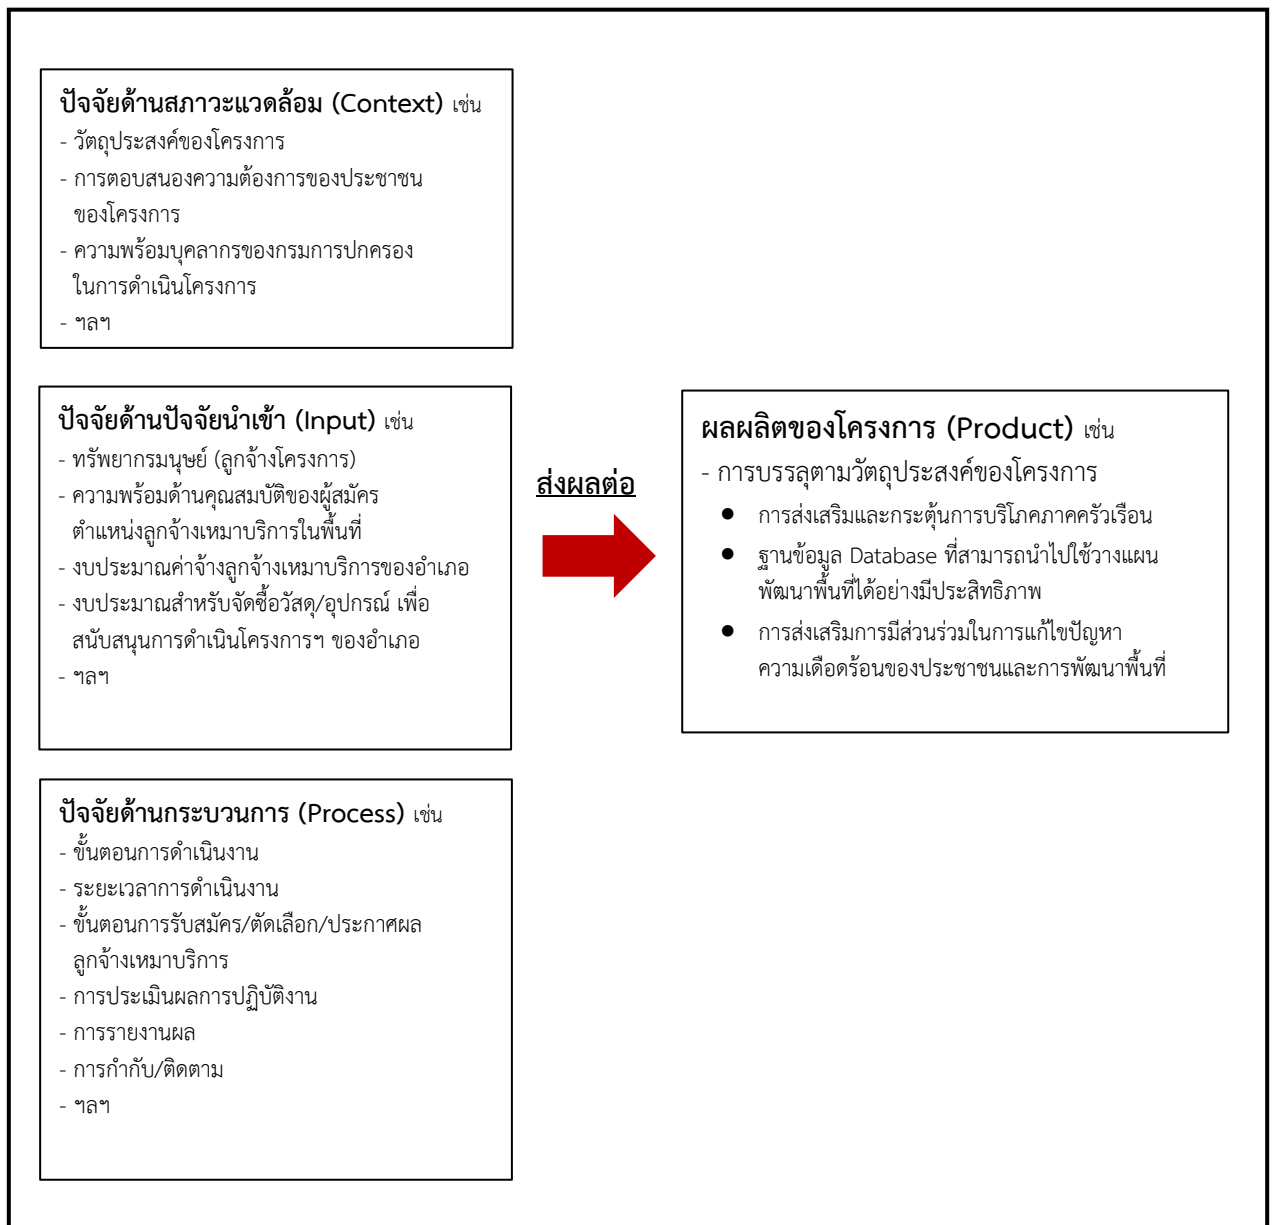 ปัจจัยด้านสภาวะแวดล้อม (Context) เช่น
- วัตถุประสงค์ของโครงการ
- การตอบสนองความต้องการของประชาชน
ของโครงการ
- ความพร้อมบุคลากรของกรมการปกครอง
ในการดำเนินโครงการ
- ฯลฯ
ปัจจัยด้านปัจจัยนำเข้า (Input) เช่น
- ทรัพยากรมนุษย์ (ลูกจ้างโครงการ)
- ความพร้อมด้านคุณสมบัติของผู้สมัคร
ตำแหน่งลูกจ้างเหมาบริการในพื้นที่
- งบประมาณค่าจ้างลูกจ้างเหมาบริการของอำเภอ
- งบประมาณสำหรับจัดซื้อวัสดุ/อุปกรณ์ เพื่อ
สนับสนุนการดำเนินโครงการฯ ของอำเภอ
- ฯลฯ
ส่งผลต่อ
ผลผลิตของโครงการ (Product) เช่น
- การบรรลุตามวัตถุประสงค์ของโครงการ
● การส่งเสริมและกระตุ้นการบริโภคภาคครัวเรือน
● ฐานข้อมูล Database ที่สามารถนำไปใช้วางแผน
พัฒนาพื้นที่ได้อย่างมีประสิทธิภาพ
● การส่งเสริมการมีส่วนร่วมในการแก้ไขปัญหา
ความเดือดร้อนของประชาชนและการพัฒนาพื้นที่
ปัจจัยด้านกระบวนการ (Process) เช่น
- ขั้นตอนการดำเนินงาน
- ระยะเวลาการดำเนินงาน
- ขั้นตอนการรับสมัคร/ตัดเลือก/ประกาศผล
ลูกจ้างเหมาบริการ
- การประเมินผลการปฏิบัติงาน
- การรายงานผล
- การกำกับ/ติดตาม
- ฯลฯ